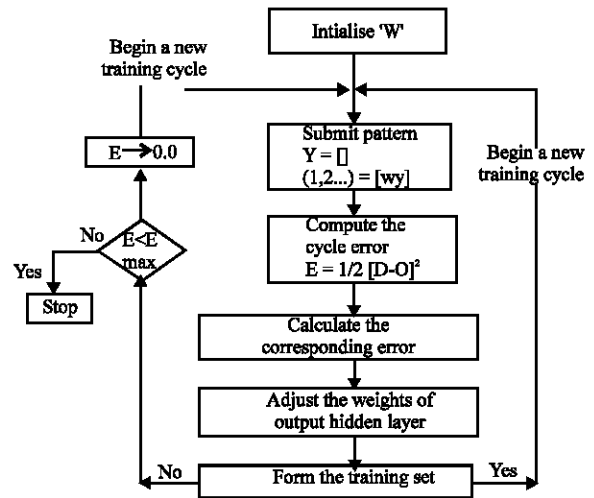 Intialise 'W'
Begin a new
training cycle
E→0.0
Submit pattern
Y = []
(1,2...) = [wy]
Begin a new
training cycle
Compute the
cycle error
E = 1/2 [D-O]²
No
E<E
max
Yes
Stop
Calculate the
corresponding error
Adjust the weights of
output hidden layer
No
Form the training set
Yes